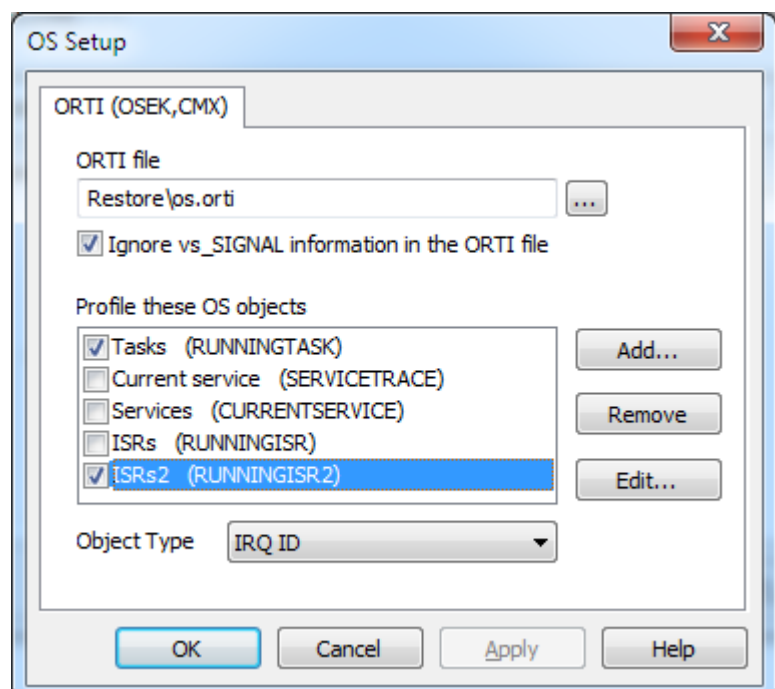 OS Setup
ORTI (OSEK,CMX)
ORTI file
Restore\os.orti
...
Ignore vs_SIGNAL information in the ORTI file
Profile these OS objects
Tasks (RUNNINGTASK)
Add...
Current service (SERVICETRACE)
Services (CURRENTSERVICE)
Remove
ISRs (RUNNINGISR)
ISRs2 (RUNNINGISR2)
Edit...
Object Type IRQ ID
OK Cancel Apply Help